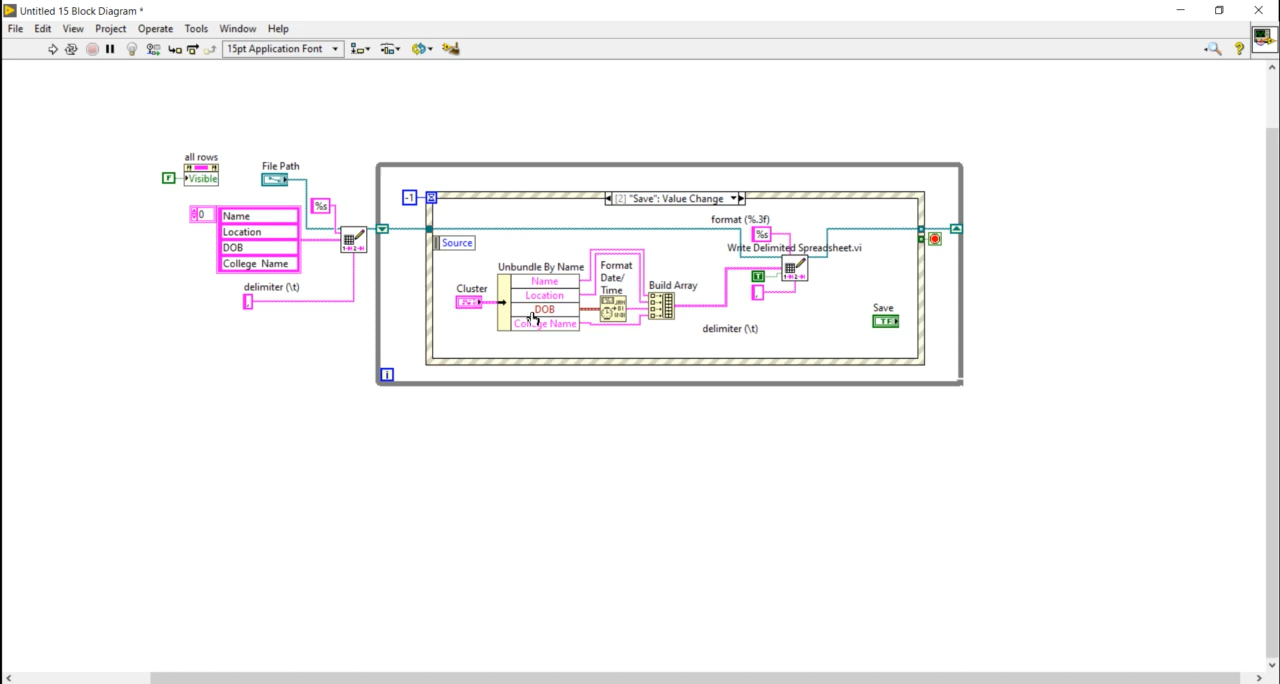 Untitled 15 Block Diagram *
File Edit View Project Operate Tools Window Help
15pt Application Font
all rows
F Visible
File Path
%s
0
Name
Location
DOB
College Name
delimiter (\t)
,
-1
[2] "Save": Value Change
Source
format (%.3f)
%s
Write Delimited Spreadsheet.vi
Unbundle By Name
Name
Location
DOB
College Name
Cluster
Format
Date/
Time
Build Array
T
,
delimiter (\t)
Save
TF
i